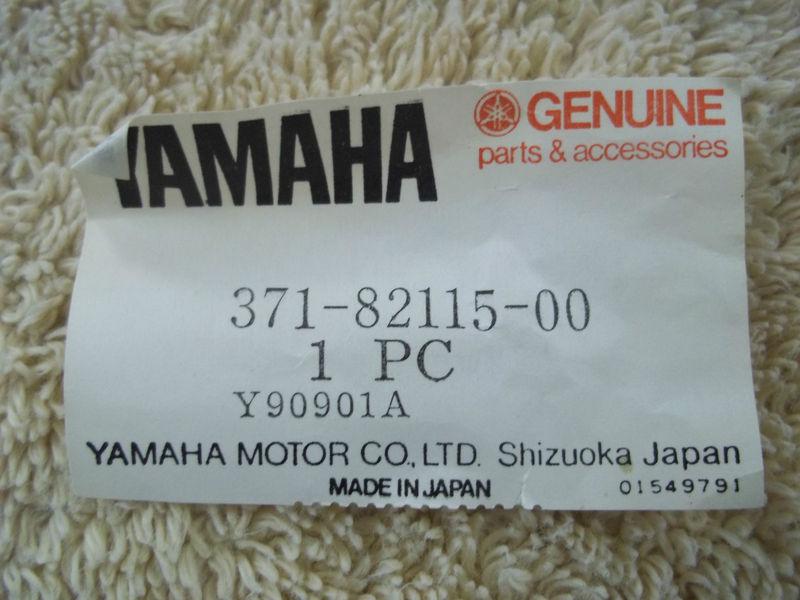 YAMAHA
GENUINE
parts & accessories
371-82115-00
1 PC
Y90901A
YAMAHA MOTOR CO., LTD. Shizuoka Japan
MADE IN JAPAN
01549791